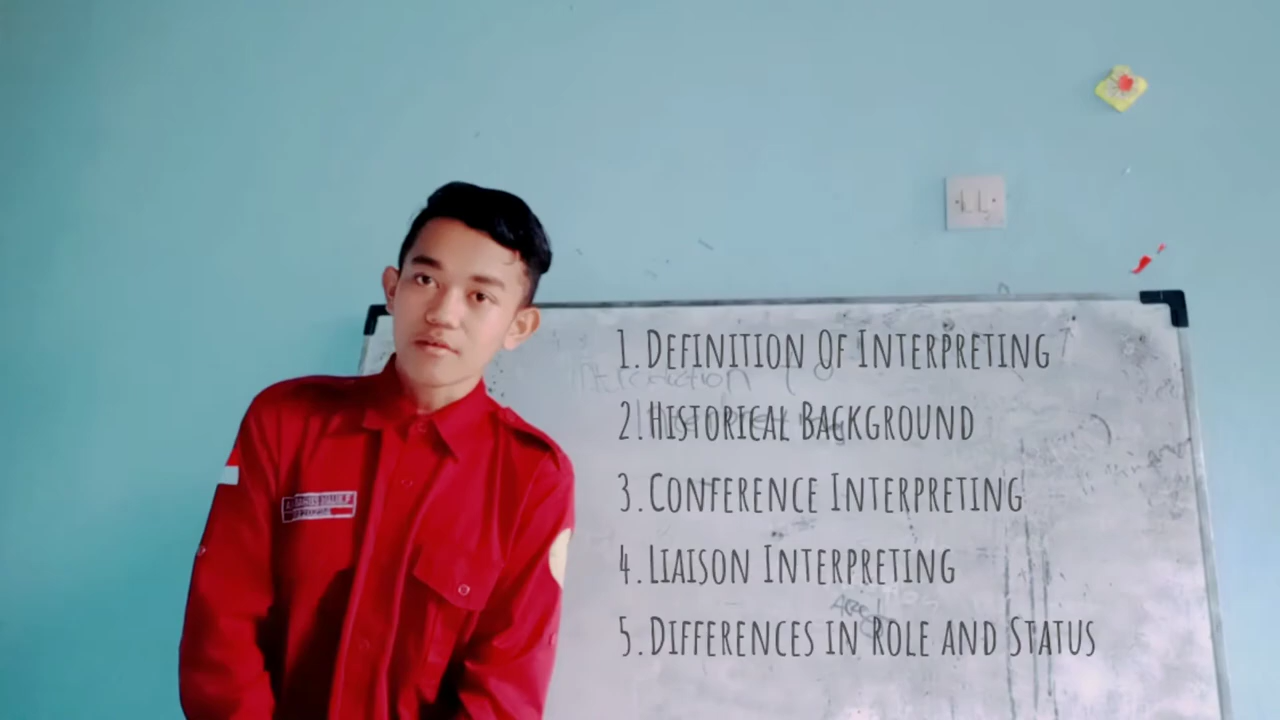 1. Definition Of Interpreting
2. Historical Background
3. Conference Interpreting
4. Liaison Interpreting
5. Differences in Role and Status